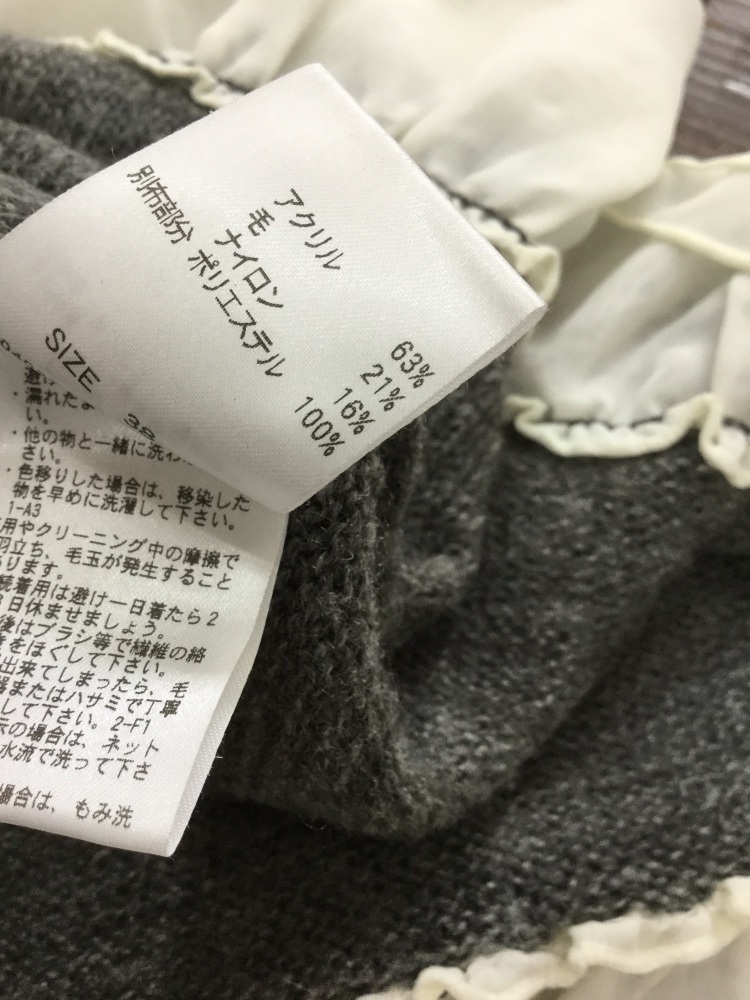 アクリル 63%
毛 21%
ナイロン 16%
別布部分 ポリエステル 100%
SIZE 38
避け
・濡れたま
い。
・他の物と一緒に洗わ
さい。
・色移りした場合は、移染した
物を早めに洗濯して下さい。
1-A3
用やクリーニング中の摩擦で
羽立ち、毛玉が発生すること
ります。
続着用は避け一日着たら2
3日休ませましょう。
後はブラシ等で繊維の絡
をほぐして下さい。
出来てしまったら、毛
器またはハサミで丁寧
して下さい。2-F1
の場合は、ネット
水流で洗って下さ
場合は、もみ洗